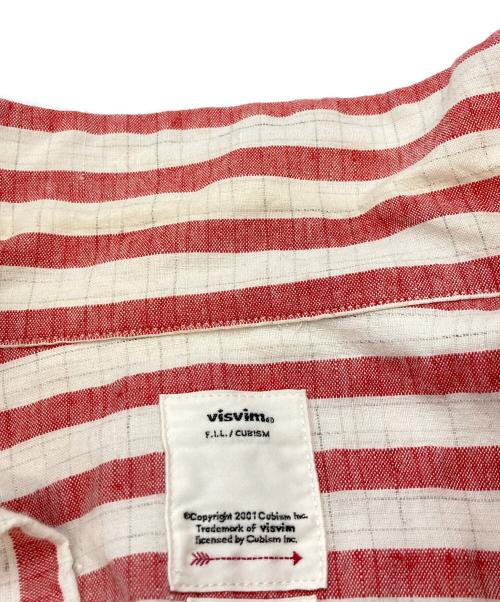 visvim®
F.I.L. / CUBISM
©Copyright 2001 Cubism Inc.
Trademark of visvim
licensed by Cubism Inc.